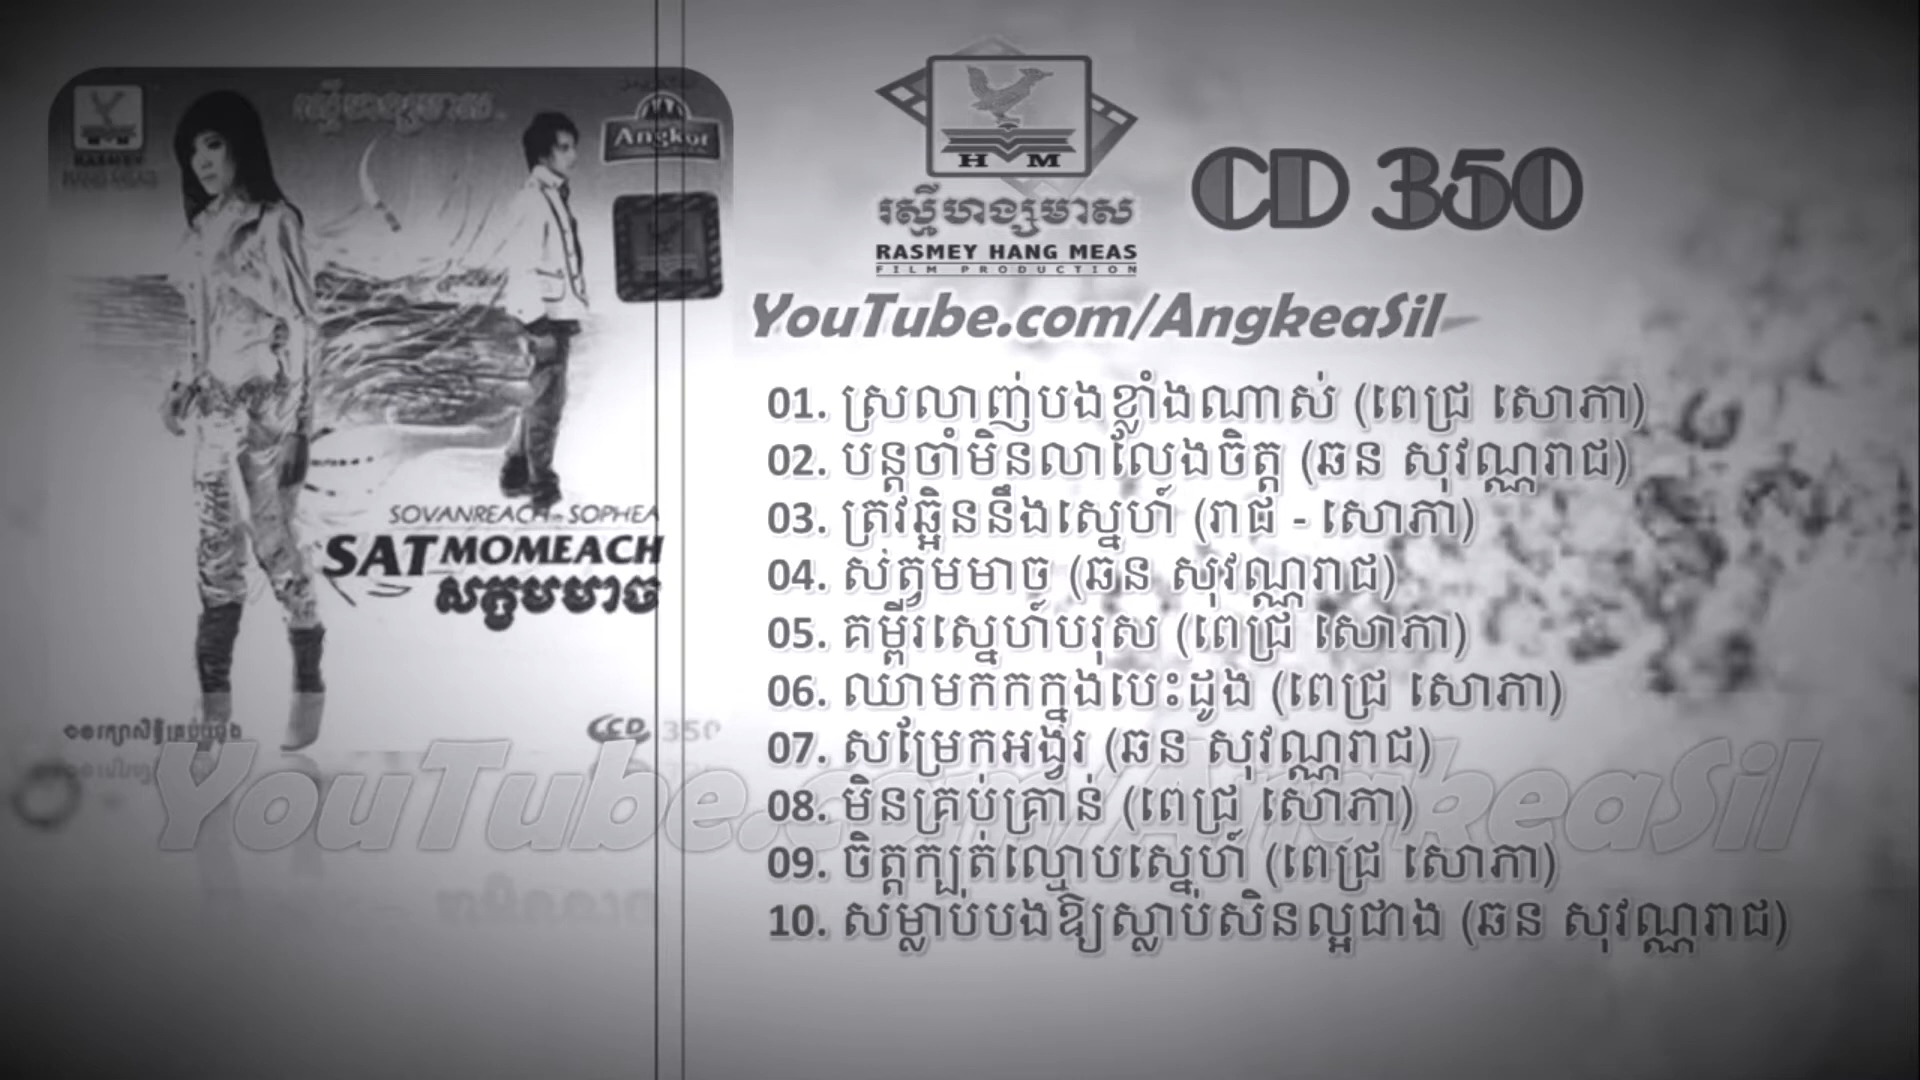 RASMEY
HANG MEAS
Angkor
SOVANREACH - SOPHEA
SAT MOMEACH
សត្វមមាច
CD 350
H M
រស្មីហង្សមាស
RASMEY HANG MEAS
FILM PRODUCTION
CD 350
YouTube.com/AngkeaSil
01. ស្រលាញ់បងខ្លាំងណាស់ (ពេជ្រ សោភា)
02. បន្តចាំមិនលាលែងចិត្ត (ឆន សុវណ្ណរាជ)
03. ត្រូវឆ្អិននឹងស្នេហ៍ (រាជ - សោភា)
04. សត្វមមាច (ឆន សុវណ្ណរាជ)
05. គម្ពីរស្នេហ៍បរុស (ពេជ្រ សោភា)
06. ឈាមកកក្នុងបេះដូង (ពេជ្រ សោភា)
07. សម្រែកអង្វរ (ឆន សុវណ្ណរាជ)
08. មិនគ្រប់គ្រាន់ (ពេជ្រ សោភា)
09. ចិត្តក្បត់ល្មោបស្នេហ៍ (ពេជ្រ សោភា)
10. សម្លាប់បងឱ្យស្លាប់សិនល្អជាង (ឆន សុវណ្ណរាជ)
YouTube.com/AngkeaSil